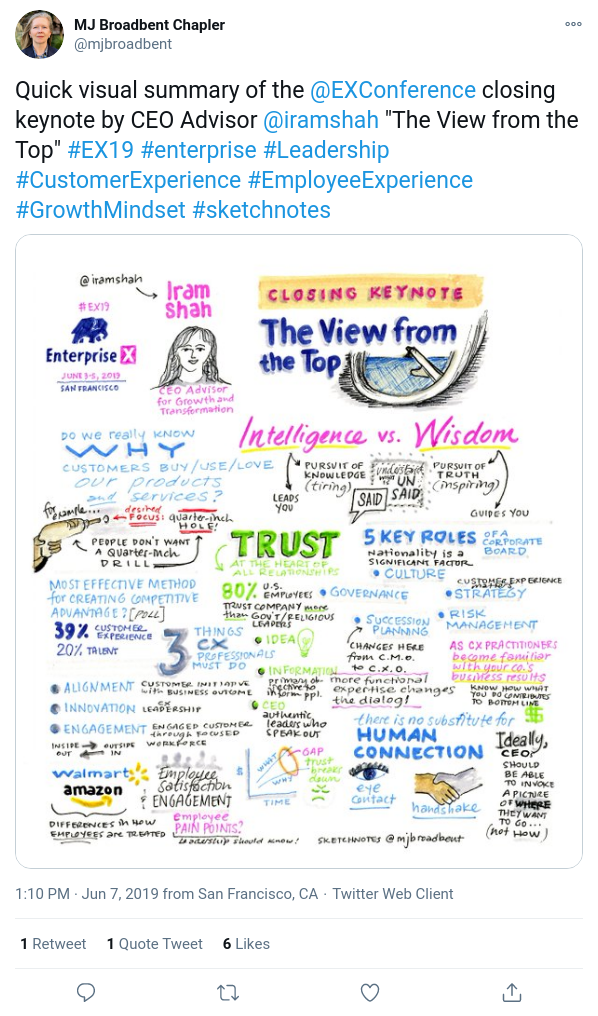 MJ Broadbent Chapler
@mjbroadbent
Quick visual summary of the @EXConference closing
keynote by CEO Advisor @iramshah "The View from the
Top" #EX19 #enterprise #Leadership
#CustomerExperience #EmployeeExperience
#GrowthMindset #sketchnotes
@iramshah
Iram
Shah
#EX19
Enterprise X
JUNE 3-5, 2019
SAN FRANCISCO
CEO Advisor
for Growth and
Transformation
CLOSING KEYNOTE
The View from
the Top
Intelligence vs. Wisdom
PURSUIT OF
KNOWLEDGE
(tiring)
LEADS
YOU
understand
UN
SAID
SAID
PURSUIT OF
TRUTH
(inspiring)
GUIDES YOU
DO WE really KNOW
WHY
CUSTOMERS BUY/USE/LOVE
our products
and services?
for example...
desired
FOCUS: quarter-inch
HOLE!
PEOPLE DON'T WANT
A Quarter-Inch
DRILL
TRUST
AT THE HEART OF
ALL RELATIONSHIPS
80% U.S.
EMPLOYEES
TRUST COMPANY more
than GOV'T/RELIGIOUS
LEADERS
5 KEY ROLES OF A
CORPORATE
BOARD
Nationality is a
SIGNIFICANT FACTOR
• CULTURE
• GOVERNANCE
CUSTOMER EXPERIENCE
• STRATEGY
• SUCCESSION
PLANNING
• RISK
MANAGEMENT
CHANGES HERE
from C.M.O.
to C.X.O.
more functional
expertise changes
the dialog!
AS CX PRACTITIONERS
become familiar
with your co's
business results
KNOW HOW WHAT
YOU DO CONTRIBUTES
TO BOTTOM LINE
$$
MOST EFFECTIVE METHOD
for CREATING COMPETITIVE
ADVANTAGE? [POLL]
39% CUSTOMER
EXPERIENCE
20% TALENT
3 THINGS
CX
PROFESSIONALS
MUST DO
ALIGNMENT CUSTOMER INITIATIVE
with BUSINESS OUTCOME
INNOVATION CX
LEADERSHIP
ENGAGEMENT ENGAGED CUSTOMER
through FOCUSED
WORKFORCE
INSIDE OUT → OUTSIDE IN
• IDEA
• INFORMATION
inform ppl.
• CEO
authentic
leaders who
SPEAK OUT
there is no substitute for
HUMAN
CONNECTION
eye
contact
handshake
Ideally,
CEOs
SHOULD
BE ABLE
TO INVOKE
A PICTURE
OF WHERE
THEY WANT
TO GO...
(not HOW)
Walmart
amazon
DIFFERENCES in HOW
EMPLOYEES are TREATED
Employee
Satisfaction
ENGAGEMENT
employee
PAIN POINTS?
Leadership should know!
$
WHAT
WHY
TIME
GAP
trust
breaks
down
SKETCHNOTES @mjbroadbent
1:10 PM · Jun 7, 2019 from San Francisco, CA · Twitter Web Client
1 Retweet 1 Quote Tweet 6 Likes